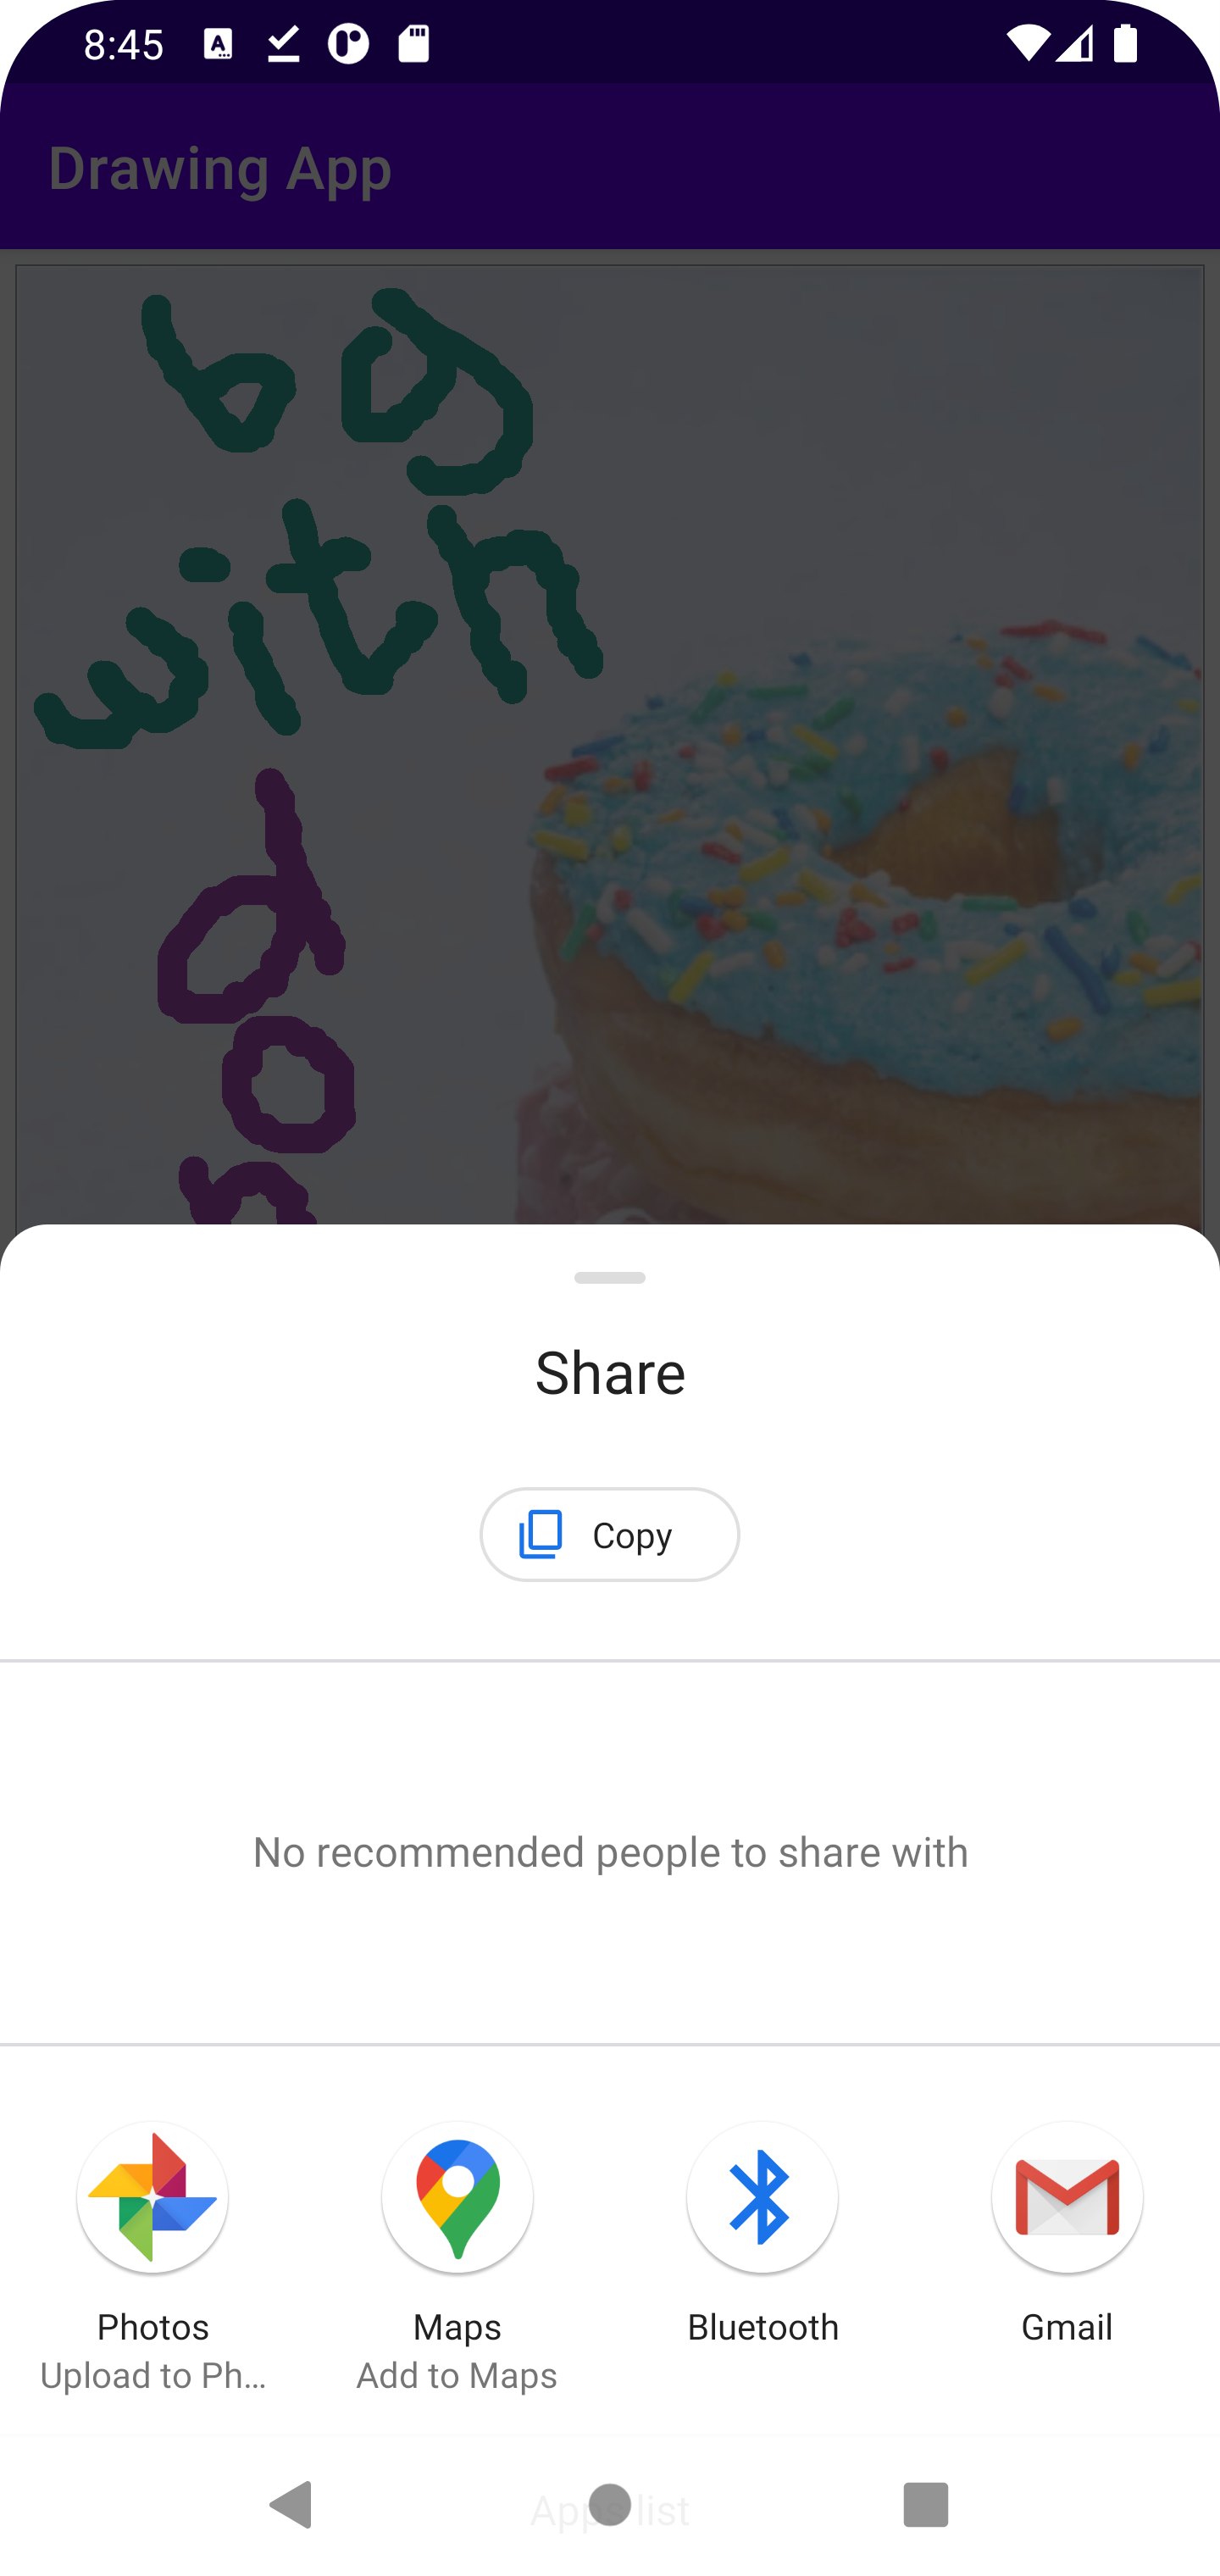 8:45
Drawing App
bg
with
d
o
n
Share
Copy
No recommended people to share with
Photos
Upload to Ph...
Maps
Add to Maps
Bluetooth
Gmail
Apps list